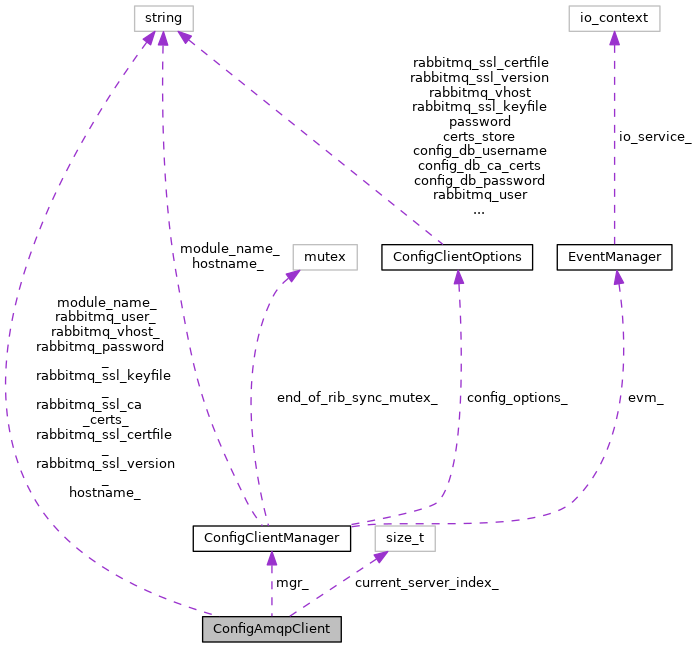 string
io_context
rabbitmq_ssl_certfile
rabbitmq_ssl_version
rabbitmq_vhost
rabbitmq_ssl_keyfile
password
certs_store
config_db_username
config_db_ca_certs
config_db_password
rabbitmq_user
...
io_service_
module_name_
hostname_
mutex
ConfigClientOptions
EventManager
module_name_
rabbitmq_user_
rabbitmq_vhost_
rabbitmq_password
_
rabbitmq_ssl_keyfile
_
rabbitmq_ssl_ca
_certs_
rabbitmq_ssl_certfile
_
rabbitmq_ssl_version
_
hostname_
end_of_rib_sync_mutex_
config_options_
evm_
ConfigClientManager
size_t
mgr_
current_server_index_
ConfigAmqpClient